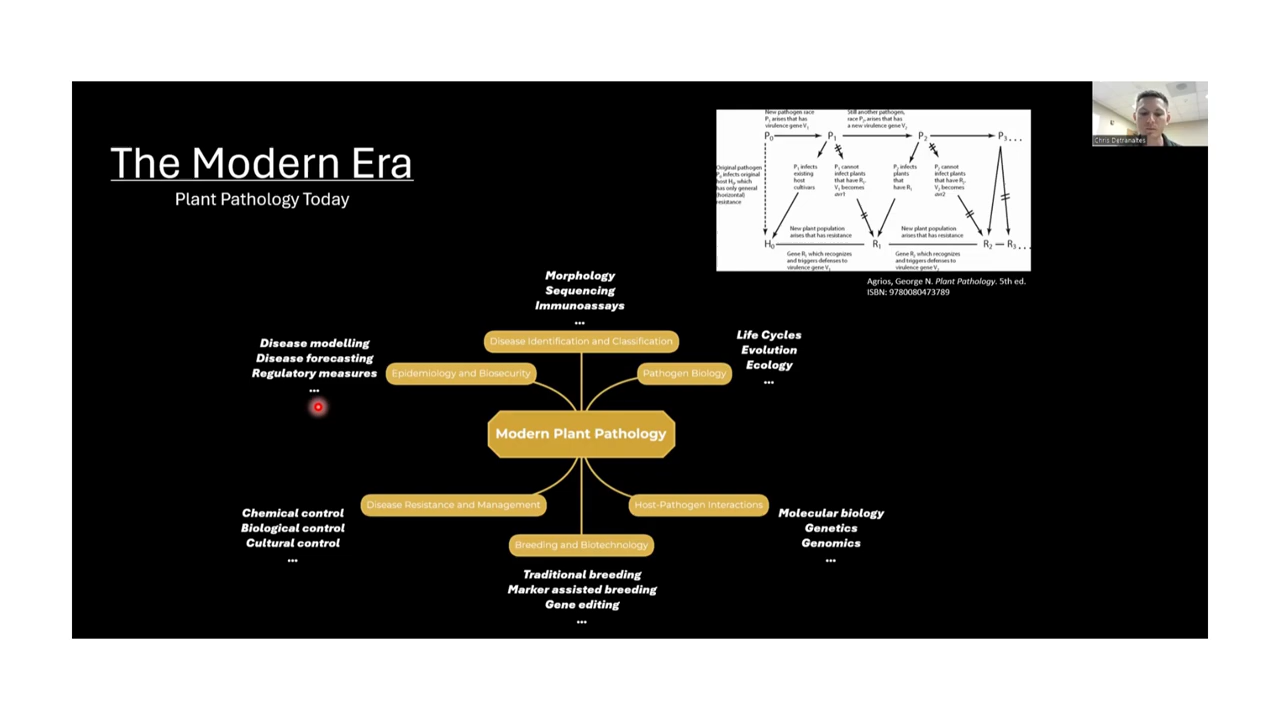 The Modern Era
Plant Pathology Today
New pathogen race
P₁ arises that has
virulence gene V₁
Still another pathogen,
race P₂, arises that has
a new virulence gene V₂
P₀
P₁
P₂
P₃...
Original pathogen
P₀ infects original
host H₀, which
has only general
(horizontal)
resistance
P₁ infects
existing
host
cultivars
P₁ cannot
infect plants
that have R₁.
V₁ becomes
avr1
P₂ infects
plants
that
have R₁
P₂ cannot
infect plants
that have R₂.
V₂ becomes
avr2
New plant population
arises that has resistance
New plant population
arises that has resistance
H₀
R₁
R₂
R₃...
Gene R₁ which recognizes
and triggers defenses to
virulence gene V₁
Gene R₂ which recognizes
and triggers defenses to
virulence gene V₂
Chris Detranaltes
Agrios, George N. Plant Pathology. 5th ed.
ISBN: 9780080473789
Morphology
Sequencing
Immunoassays
...
Disease Identification and Classification
Disease modelling
Disease forecasting
Regulatory measures
...
Epidemiology and Biosecurity
Pathogen Biology
Life Cycles
Evolution
Ecology
...
Modern Plant Pathology
Chemical control
Biological control
Cultural control
...
Disease Resistance and Management
Host-Pathogen Interactions
Molecular biology
Genetics
Genomics
...
Breeding and Biotechnology
Traditional breeding
Marker assisted breeding
Gene editing
...